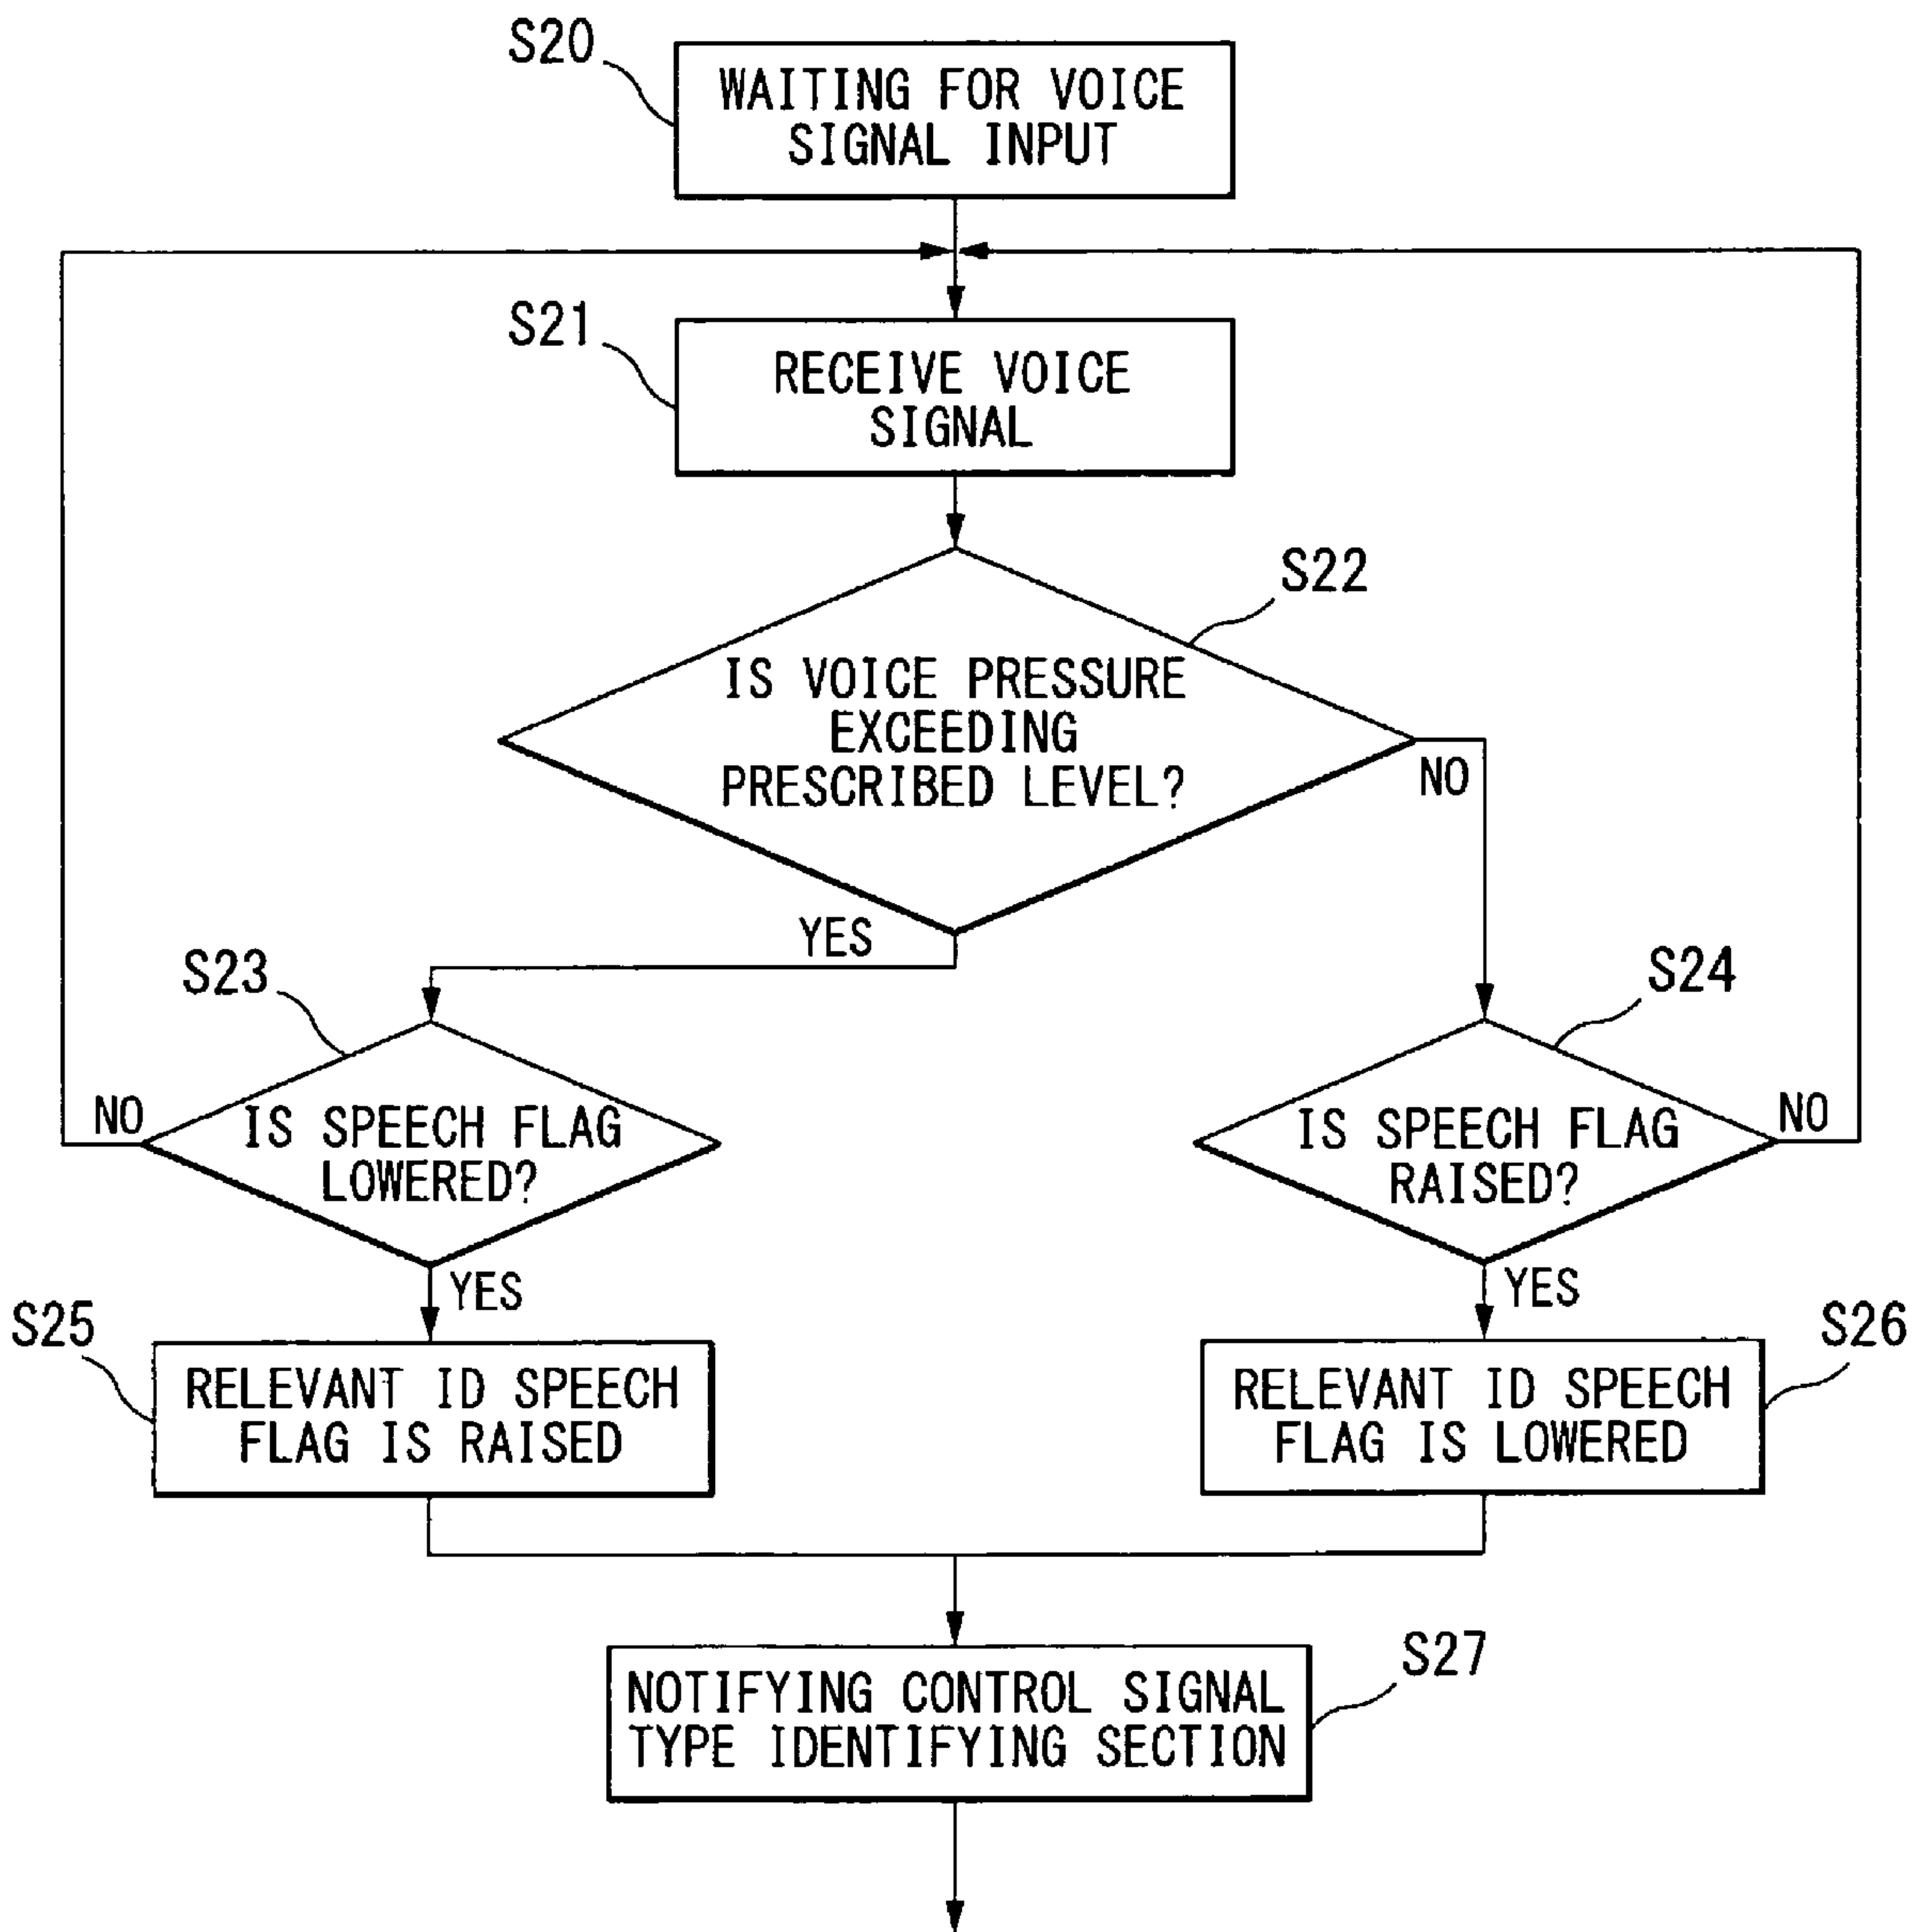 S20
WAITING FOR VOICE
SIGNAL INPUT
S21
RECEIVE VOICE
SIGNAL
S22
IS VOICE PRESSURE
EXCEEDING
PRESCRIBED LEVEL?
NO
YES
S23
S24
NO
IS SPEECH FLAG
LOWERED?
IS SPEECH FLAG
RAISED?
NO
YES
YES
S25
RELEVANT ID SPEECH
FLAG IS RAISED
S26
RELEVANT ID SPEECH
FLAG IS LOWERED
S27
NOTIFYING CONTROL SIGNAL
TYPE IDENTIFYING SECTION